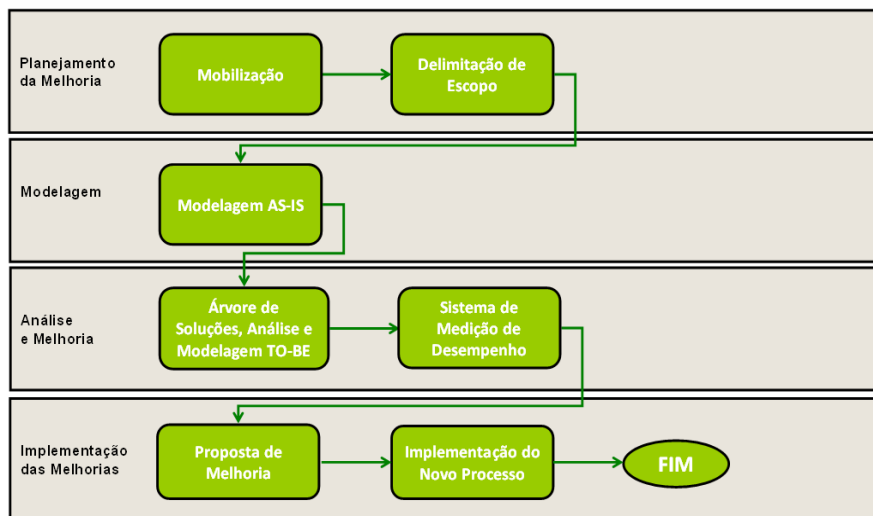 Planejamento
da Melhoria
Mobilização
Delimitação de
Escopo
Modelagem
Modelagem AS-IS
Análise
e Melhoria
Árvore de
Soluções, Análise e
Modelagem TO-BE
Sistema de
Medição de
Desempenho
Implementação
das Melhorias
Proposta de
Melhoria
Implementação do
Novo Processo
FIM